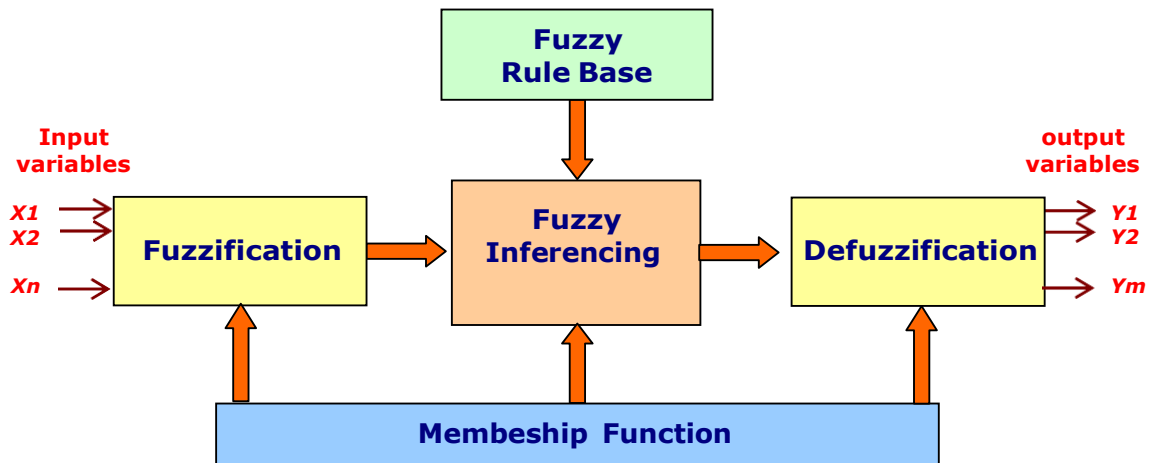 Fuzzy
Rule Base
Input
variables
output
variables
X1
X2
Xn
Fuzzification
Fuzzy
Inferencing
Defuzzification
Y1
Y2
Ym
Membeship Function